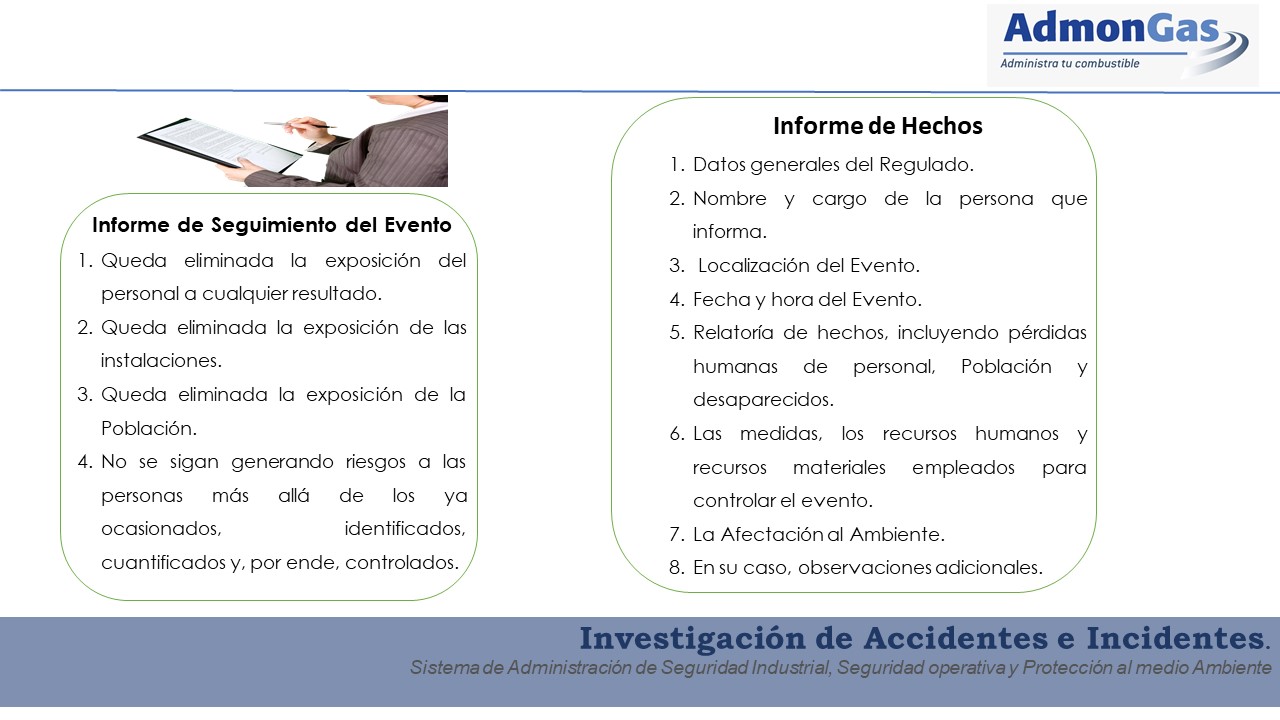 AdmonGas
Administra tu combustible
Informe de Seguimiento del Evento
1. Queda eliminada la exposición del
personal a cualquier resultado.
2. Queda eliminada la exposición de las
instalaciones.
3. Queda eliminada la exposición de la
Población.
4. No se sigan generando riesgos a las
personas más allá de los ya
ocasionados, identificados,
cuantificados y, por ende, controlados.
Informe de Hechos
1. Datos generales del Regulado.
2. Nombre y cargo de la persona que
informa.
3. Localización del Evento.
4. Fecha y hora del Evento.
5. Relatoría de hechos, incluyendo pérdidas
humanas de personal, Población y
desaparecidos.
6. Las medidas, los recursos humanos y
recursos materiales empleados para
controlar el evento.
7. La Afectación al Ambiente.
8. En su caso, observaciones adicionales.
Investigación de Accidentes e Incidentes.
Sistema de Administración de Seguridad Industrial, Seguridad operativa y Protección al medio Ambiente